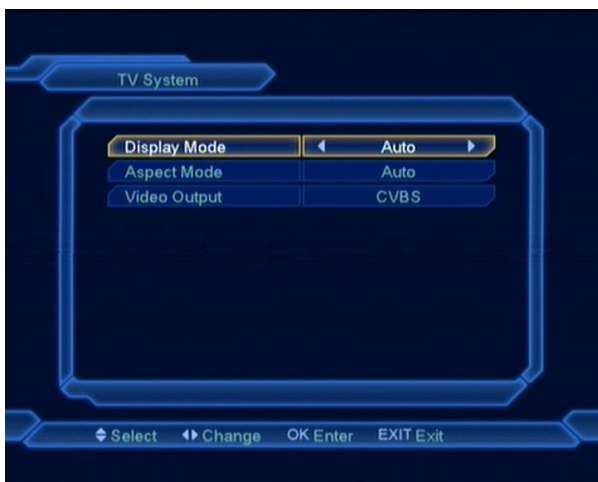 TV System
Display Mode Auto
Aspect Mode Auto
Video Output CVBS
Select Change OK Enter EXIT Exit